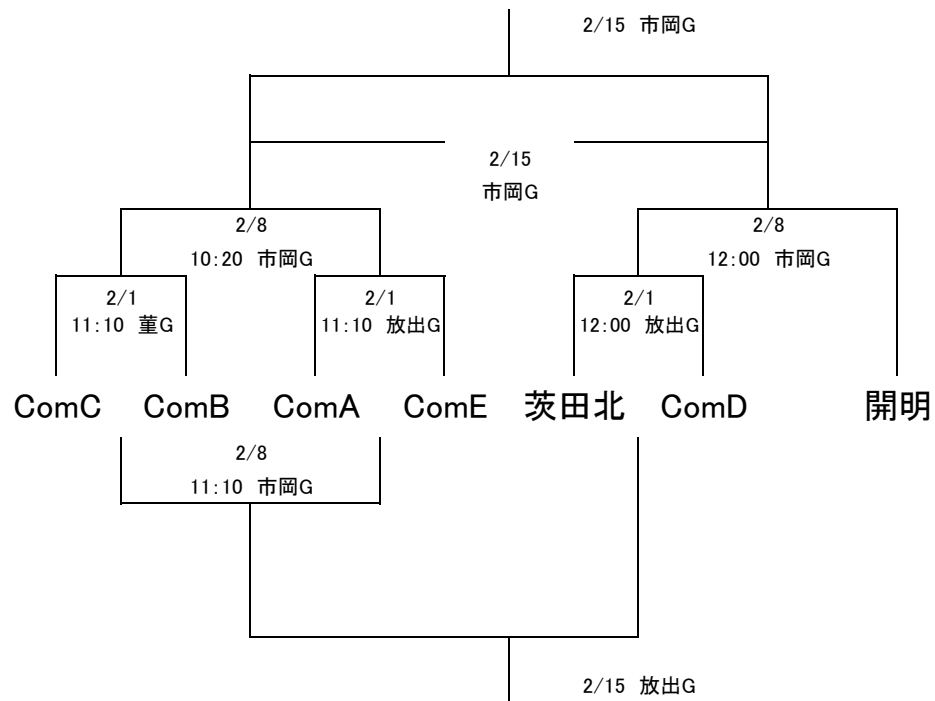 2/15 市岡G
2/15
市岡G
2/8
10:20 市岡G
2/8
12:00 市岡G
2/1
11:10 菫G
2/1
11:10 放出G
2/1
12:00 放出G
ComC ComB ComA ComE 茨田北 ComD 開明
2/8
11:10 市岡G
2/15 放出G